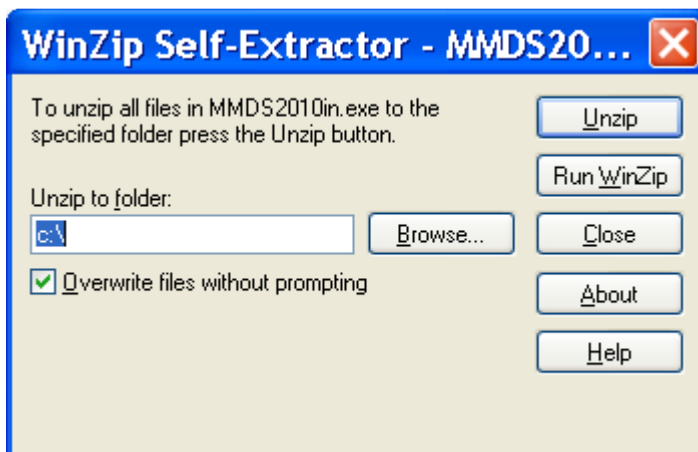 WinZip Self-Extractor - MMDS20...
To unzip all files in MMDS2010in.exe to the
specified folder press the Unzip button.
Unzip to folder:
c:\
Browse...
Overwrite files without prompting
Unzip
Run WinZip
Close
About
Help